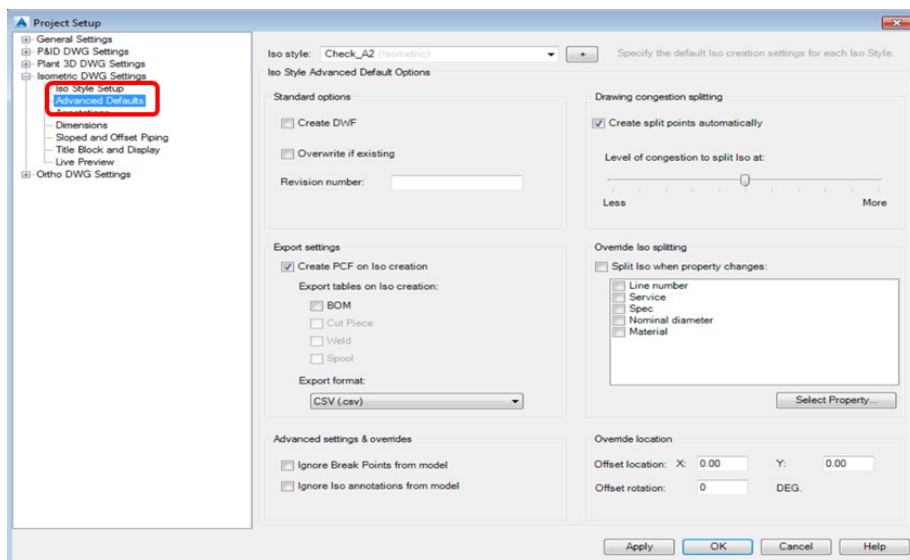 Project Setup
General Settings
P&ID DWG Settings
Plant 3D DWG Settings
Isometric DWG Settings
Iso Style Setup
Advanced Defaults
Annotations
Dimensions
Sloped and Offset Piping
Title Block and Display
Live Preview
Ortho DWG Settings
Iso style: Check_A2 (Isometric) + Specify the default Iso creation settings for each Iso Style.
Iso Style Advanced Default Options
Standard options
Create DWF
Overwrite if existing
Revision number:
Drawing congestion splitting
Create split points automatically
Level of congestion to split Iso at:
Less More
Export settings
Create PCF on Iso creation
Export tables on Iso creation:
BOM
Cut Piece
Weld
Spool
Export format:
CSV (.csv)
Override Iso splitting
Split Iso when property changes:
Line number
Service
Spec
Nominal diameter
Material
Select Property...
Advanced settings & overrides
Ignore Break Points from model
Ignore Iso annotations from model
Override location
Offset location: X: 0.00 Y: 0.00
Offset rotation: 0 DEG.
Apply OK Cancel Help